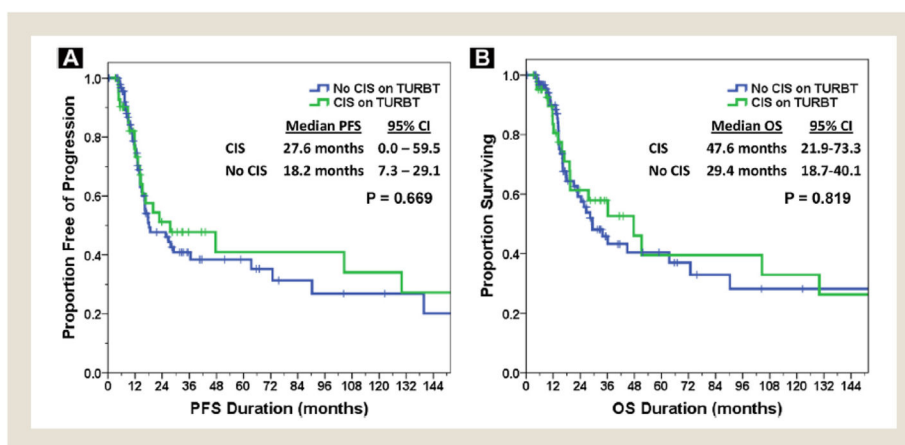 A
No CIS on TURBT
CIS on TURBT
Median PFS 95% CI
CIS 27.6 months 0.0 – 59.5
No CIS 18.2 months 7.3 – 29.1
P = 0.669
Proportion Free of Progression
1.0
0.8
0.6
0.4
0.2
0.0
0 12 24 36 48 60 72 84 96 108 120 132 144
PFS Duration (months)
B
No CIS on TURBT
CIS on TURBT
Median OS 95% CI
CIS 47.6 months 21.9-73.3
No CIS 29.4 months 18.7-40.1
P = 0.819
Proportion Surviving
1.0
0.8
0.6
0.4
0.2
0.0
0 12 24 36 48 60 72 84 96 108 120 132 144
OS Duration (months)